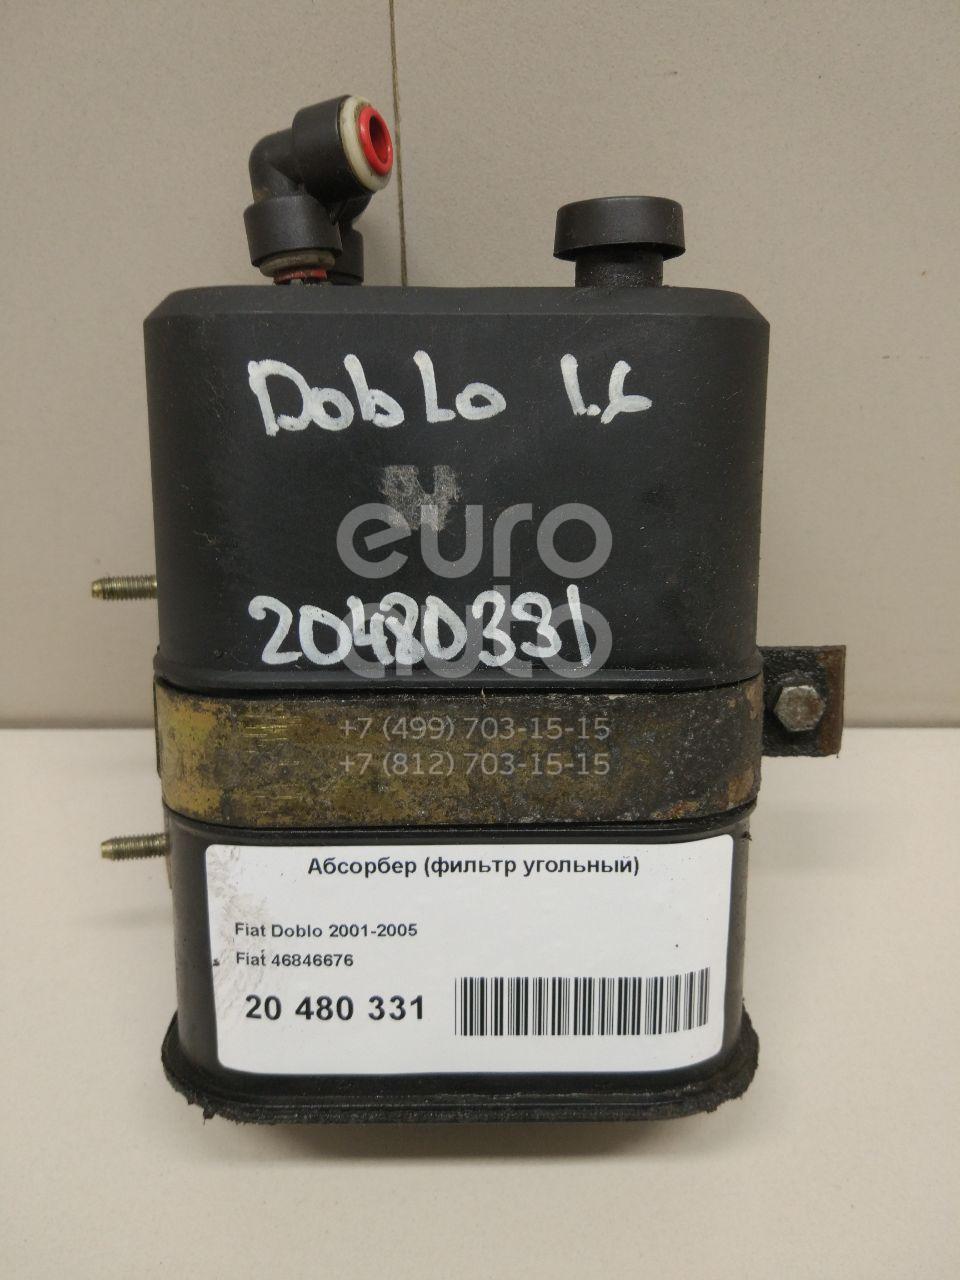 Doblo 1.6
euro
auto
20480331
+7 (499) 703-15-15
+7 (812) 703-15-15
Абсорбер (фильтр угольный)
Fiat Doblo 2001-2005
Fiat 46846676
20 480 331